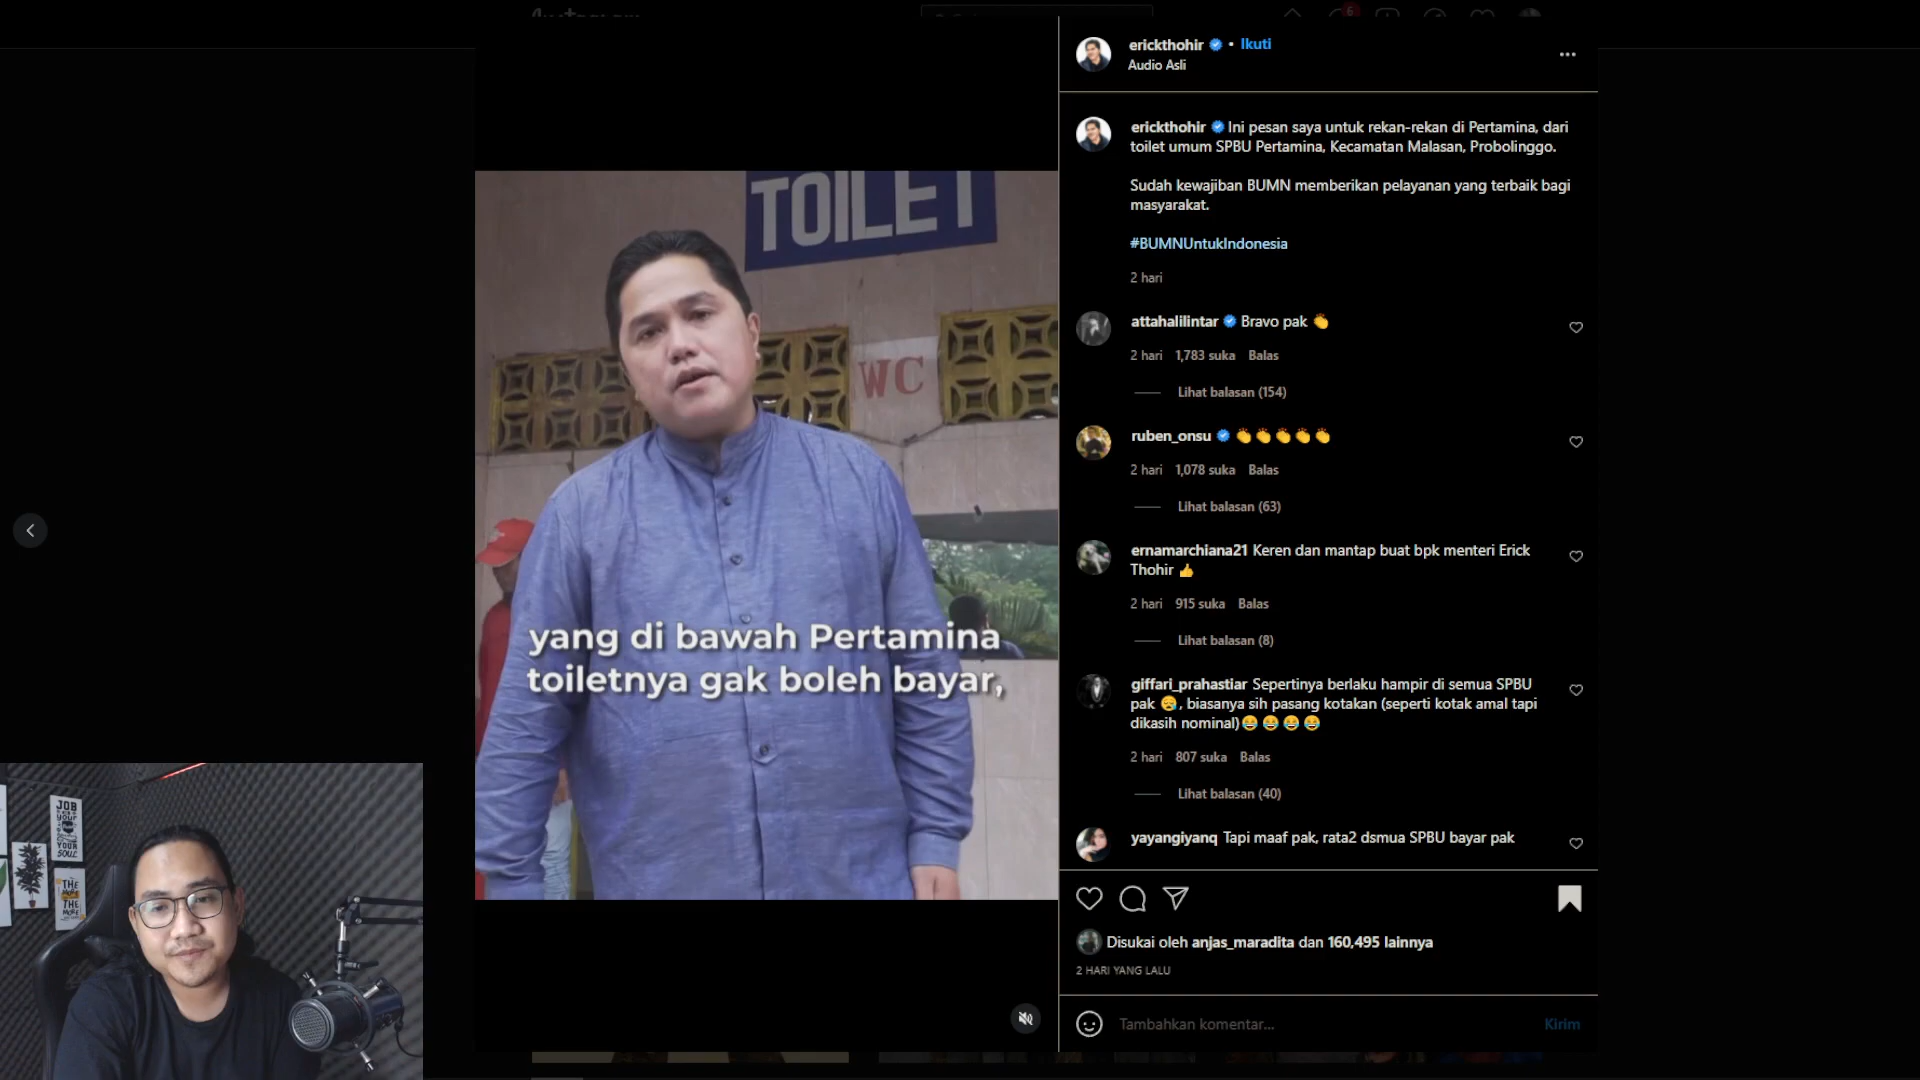 6
TOILET
WC
yang di bawah Pertamina
toiletnya gak boleh bayar,
JOB
YOUR
SOUL
THE
MORE
THE
MORE
erickthohir • Ikuti
Audio Asli
erickthohir Ini pesan saya untuk rekan-rekan di Pertamina, dari
toilet umum SPBU Pertamina, Kecamatan Malasan, Probolinggo.
Sudah kewajiban BUMN memberikan pelayanan yang terbaik bagi
masyarakat.
#BUMNUntukIndonesia
2 hari
attahalilintar Bravo pak 👏
2 hari 1,783 suka Balas
Lihat balasan (154)
ruben_onsu 👏👏👏👏👏
2 hari 1,078 suka Balas
Lihat balasan (63)
ernamarchiana21 Keren dan mantap buat bpk menteri Erick
Thohir 👍
2 hari 915 suka Balas
Lihat balasan (8)
giffari_prahastiar Sepertinya berlaku hampir di semua SPBU
pak 😪, biasanya sih pasang kotakan (seperti kotak amal tapi
dikasih nominal)😂😂😂😂
2 hari 807 suka Balas
Lihat balasan (40)
yayangiyanq Tapi maaf pak, rata2 dsmua SPBU bayar pak
Disukai oleh anjas_maradita dan 160,495 lainnya
2 HARI YANG LALU
Tambahkan komentar... Kirim